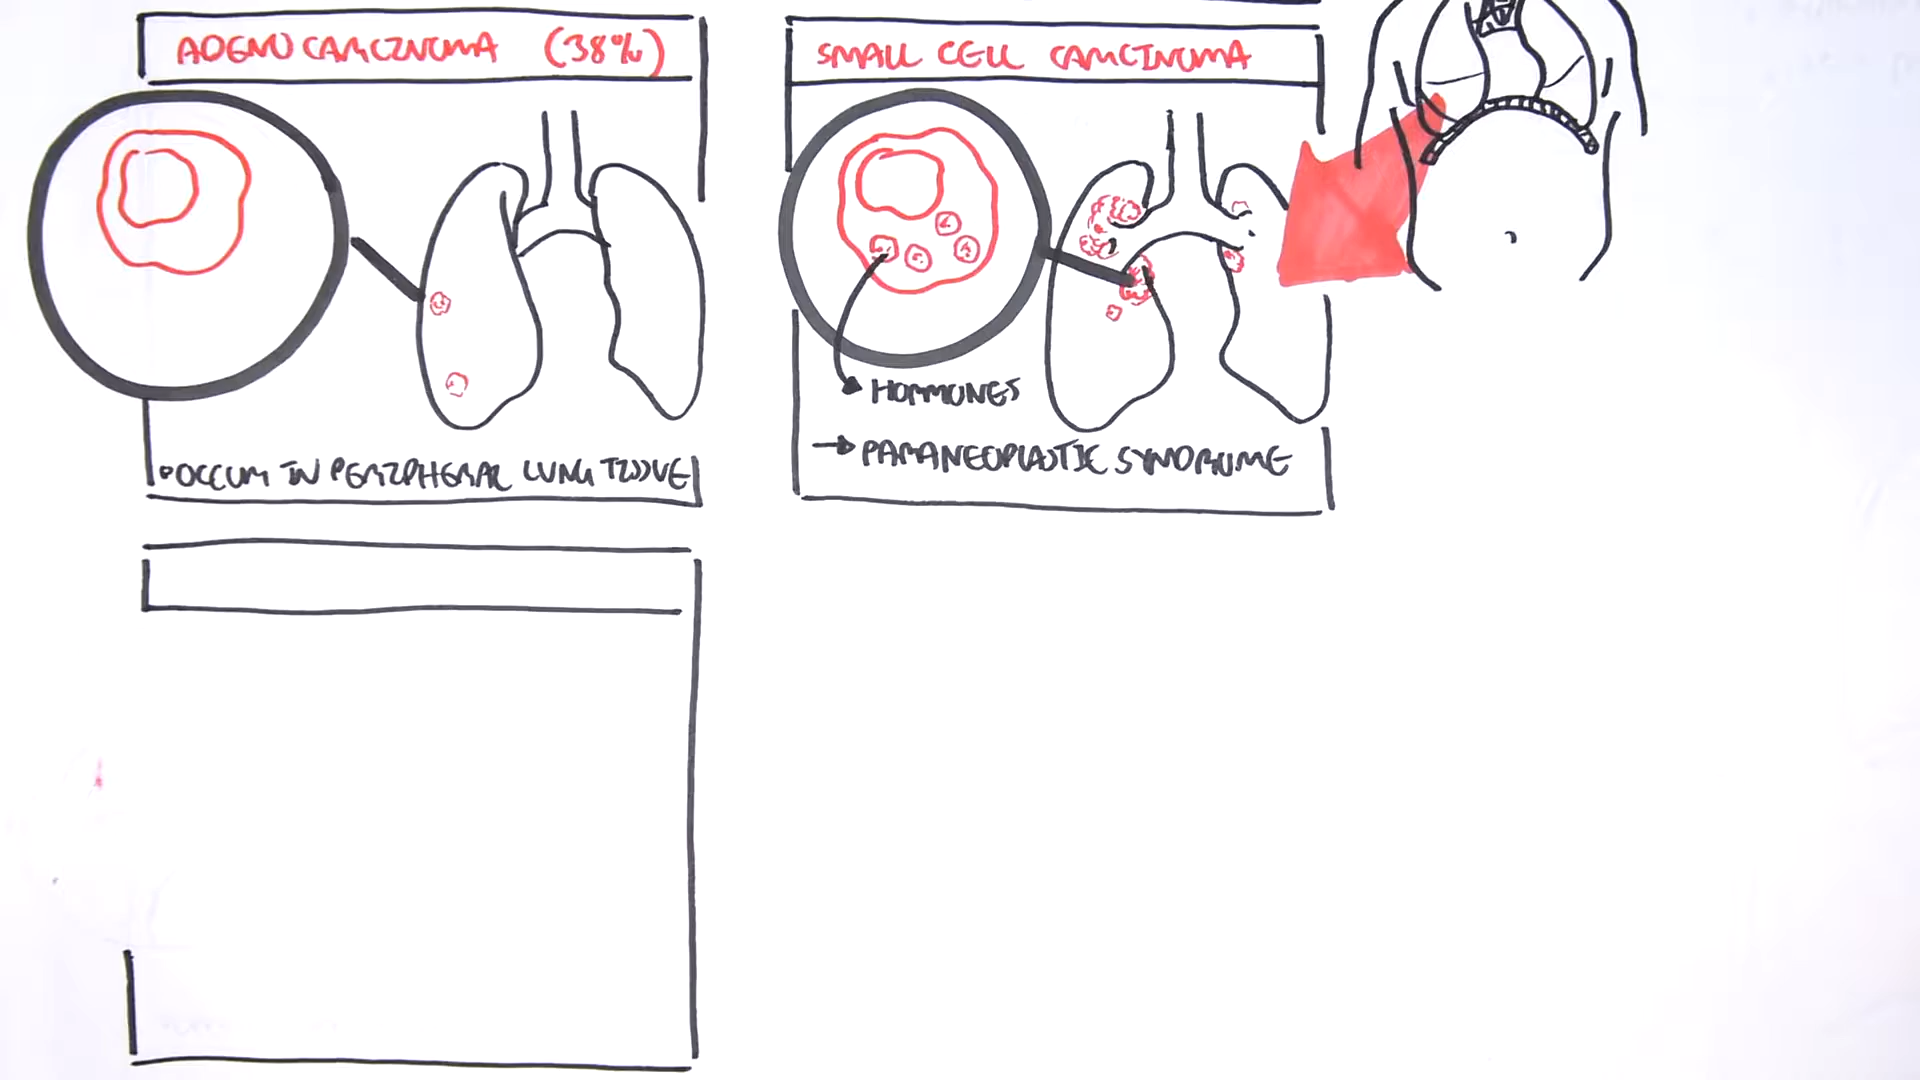 ADENOCARCINOMA (38%)
SMALL CELL CARCINOMA
HORMONES
→ PARANEOPLASTIC SYNDROME
• OCCUR IN PERIPHERAL LUNG TISSUE